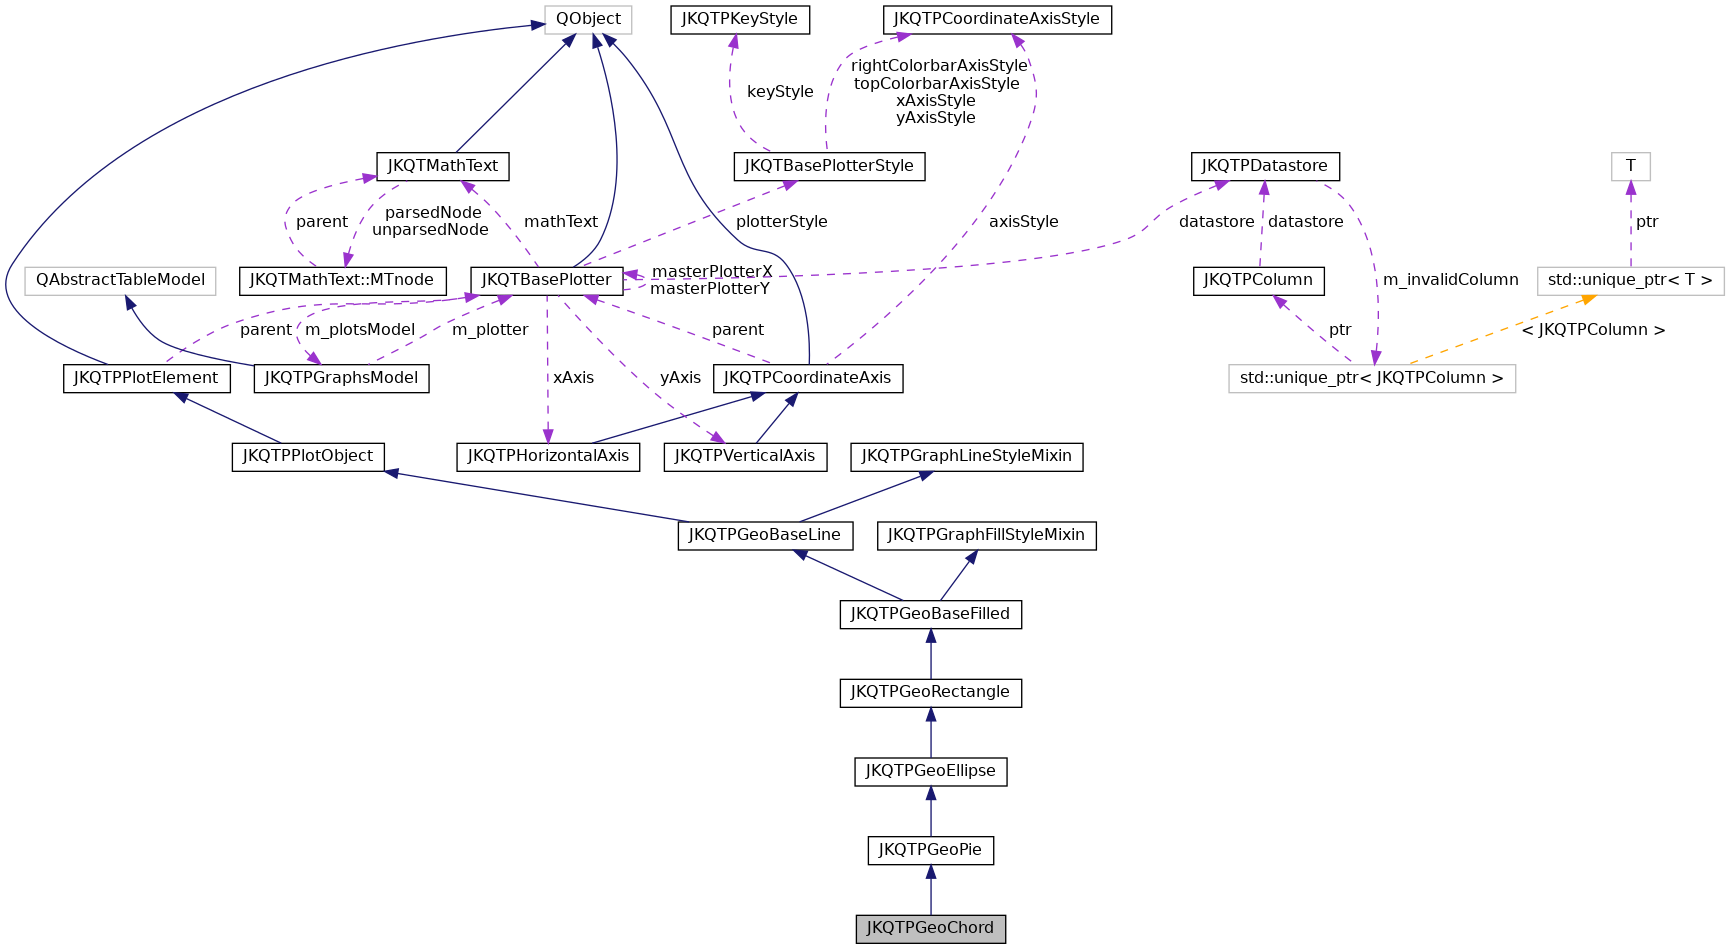 QObject
JKQTPKeyStyle
JKQTPCoordinateAxisStyle
rightColorbarAxisStyle
topColorbarAxisStyle
xAxisStyle
yAxisStyle
keyStyle
JKQTMathText
JKQTBasePlotterStyle
JKQTPDatastore
T
parent
parsedNode
unparsedNode
mathText
plotterStyle
axisStyle
datastore
datastore
ptr
QAbstractTableModel
JKQTMathText::MTnode
JKQTBasePlotter
masterPlotterX
masterPlotterY
JKQTPColumn
m_invalidColumn
std::unique_ptr< T >
parent
m_plotsModel
m_plotter
parent
ptr
< JKQTPColumn >
JKQTPPlotElement
JKQTPGraphsModel
xAxis
yAxis
JKQTPCoordinateAxis
std::unique_ptr< JKQTPColumn >
JKQTPPlotObject
JKQTPHorizontalAxis
JKQTPVerticalAxis
JKQTPGraphLineStyleMixin
JKQTPGeoBaseLine
JKQTPGraphFillStyleMixin
JKQTPGeoBaseFilled
JKQTPGeoRectangle
JKQTPGeoEllipse
JKQTPGeoPie
JKQTPGeoChord